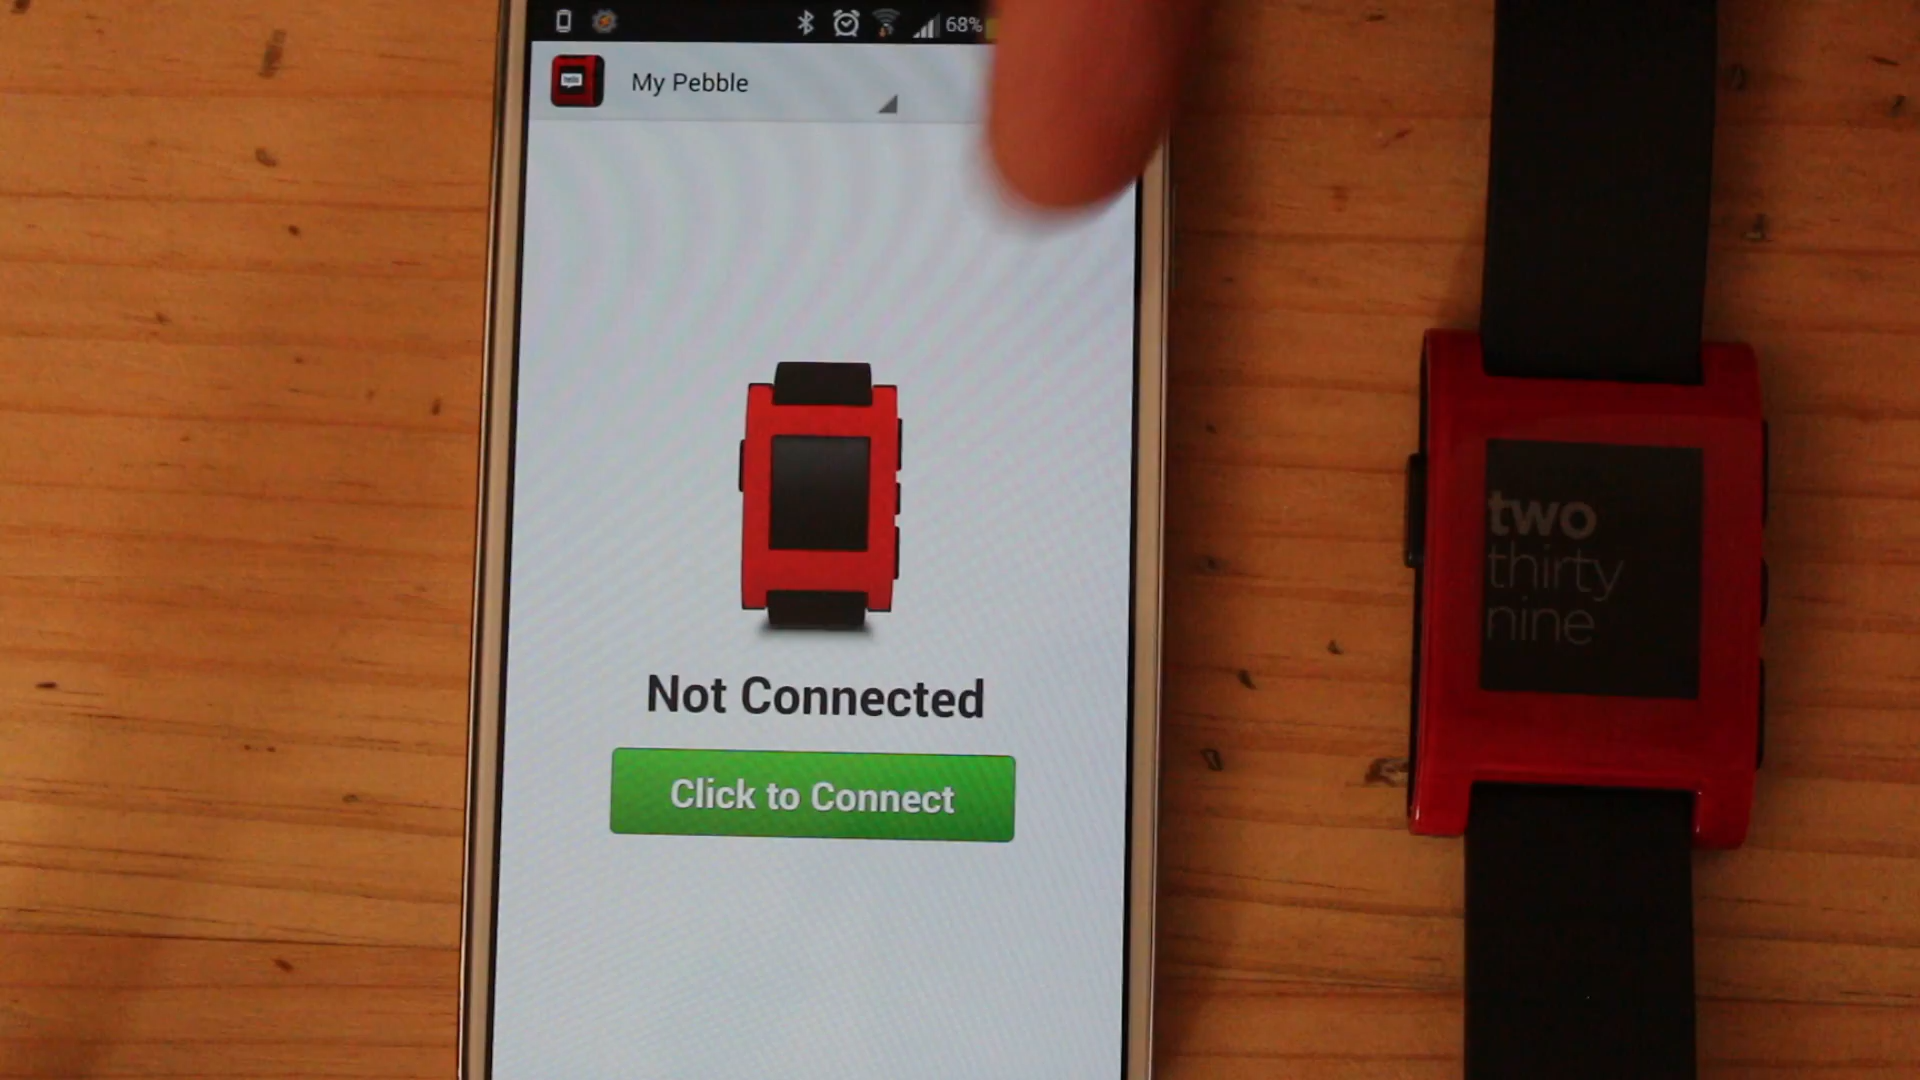 68%
My Pebble
Not Connected
Click to Connect
two
thirty
nine